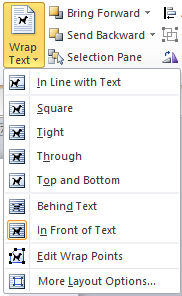 Wrap Text
Bring Forward
Send Backward
Selection Pane
In Line with Text
Square
Tight
Through
Top and Bottom
Behind Text
In Front of Text
Edit Wrap Points
More Layout Options...